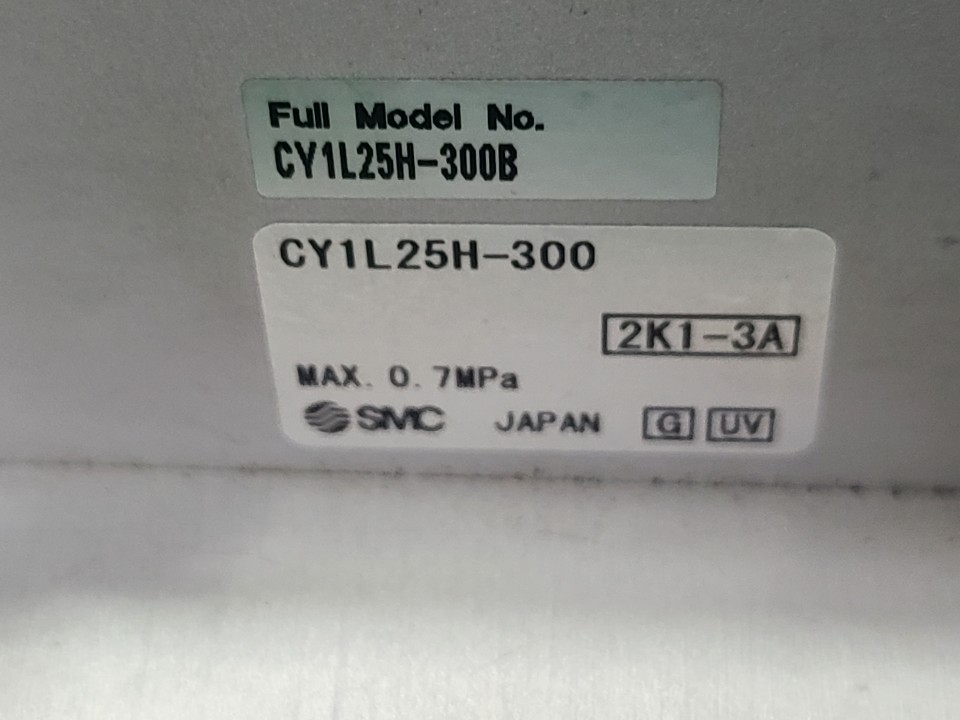 Full Model No.
CY1L25H-300B
CY1L25H-300
2K1-3A
MAX. 0.7MPa
SMC JAPAN G UV